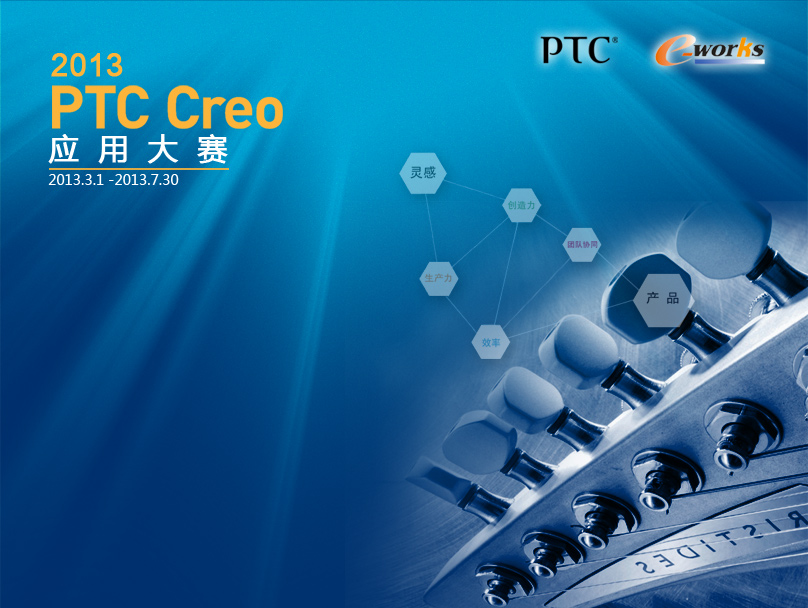 PTC®
e-works
2013
PTC Creo
应用大赛
2013.3.1 -2013.7.30
灵感
创造力
团队协同
生产力
产 品
效率